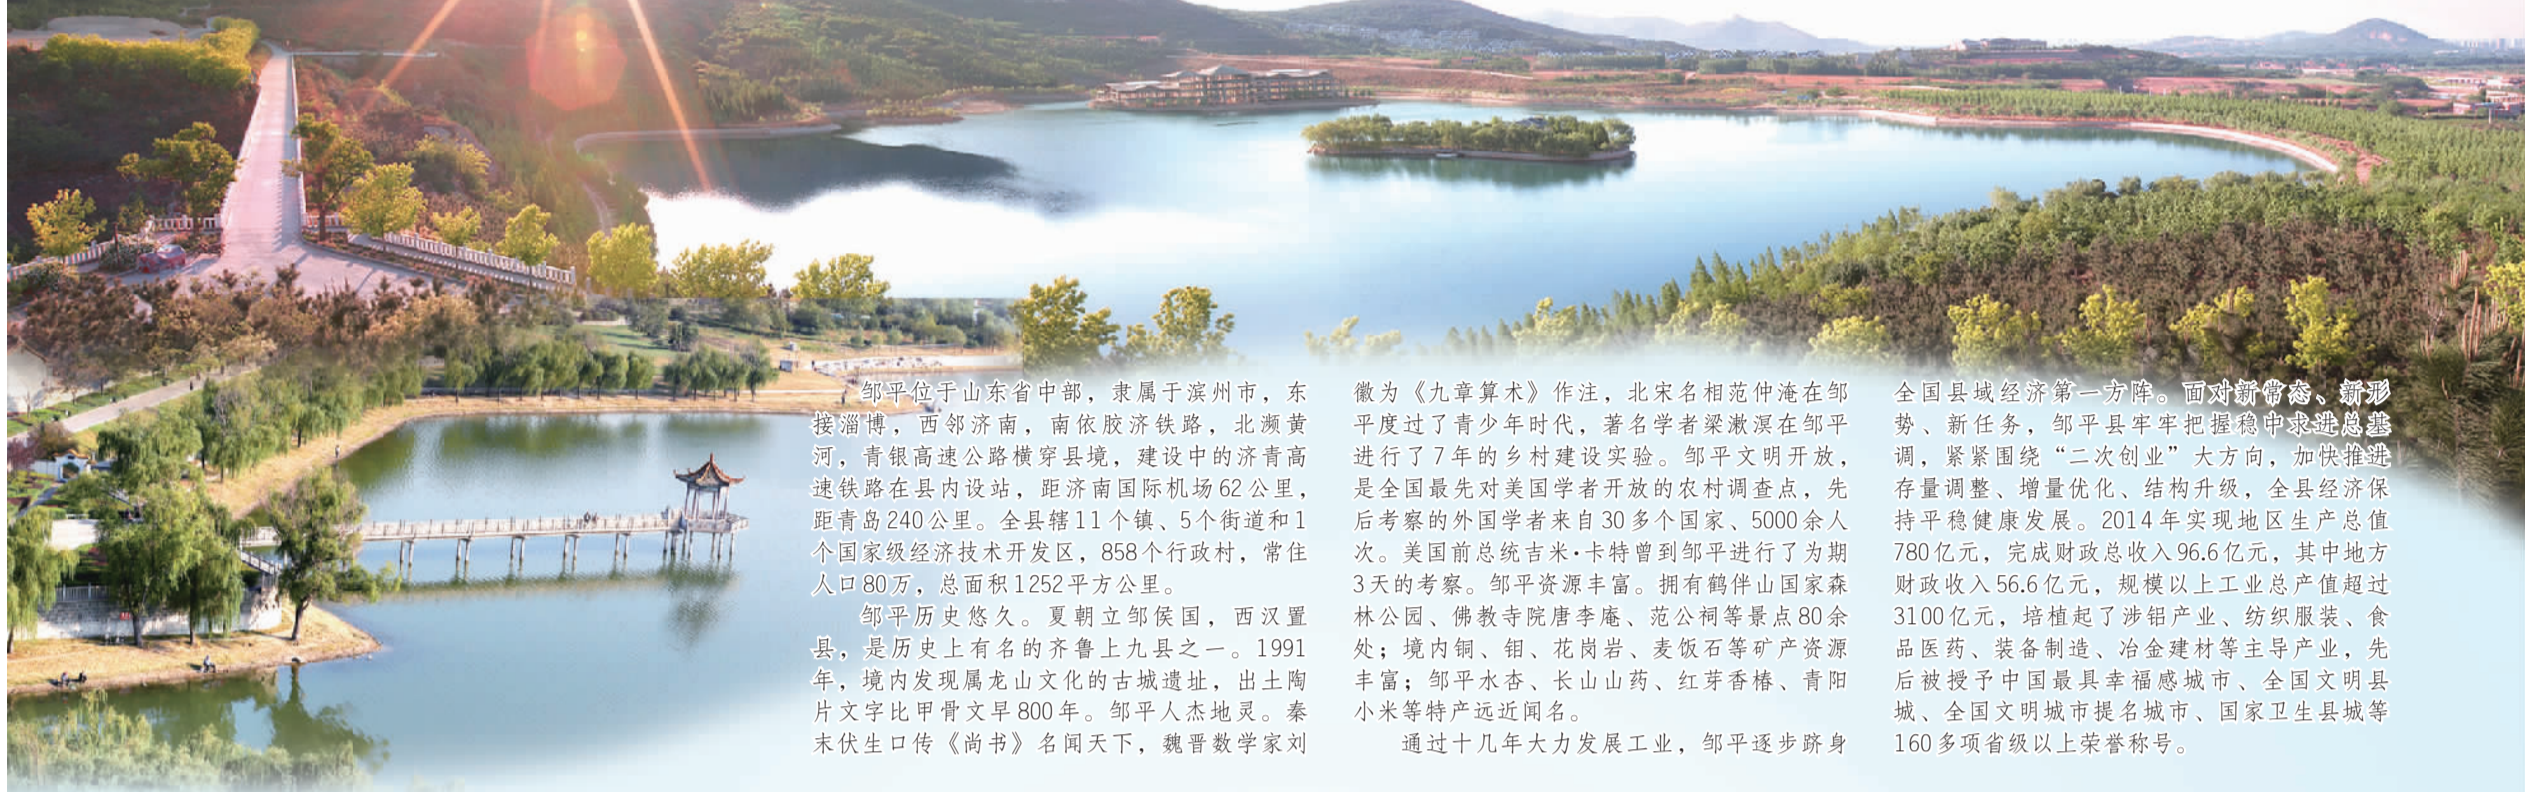 邹平位于山东省中部，隶属于滨州市，东
接淄博，西邻济南，南依胶济铁路，北濒黄
河，青银高速公路横穿县境，建设中的济青高
速铁路在县内设站，距济南国际机场62公里，
距青岛240公里。全县辖11个镇、5个街道和1
个国家级经济技术开发区，858个行政村，常住
人口80万，总面积1252平方公里。
邹平历史悠久。夏朝立邹侯国，西汉置
县，是历史上有名的齐鲁上九县之一。1991
年，境内发现属龙山文化的古城遗址，出土陶
片文字比甲骨文早800年。邹平人杰地灵。秦
末伏生口传《尚书》名闻天下，魏晋数学家刘
徽为《九章算术》作注，北宋名相范仲淹在邹
平度过了青少年时代，著名学者梁漱溟在邹平
进行了7年的乡村建设实验。邹平文明开放，
是全国最先对美国学者开放的农村调查点，先
后考察的外国学者来自30多个国家、5000余人
次。美国前总统吉米·卡特曾到邹平进行了为期
3天的考察。邹平资源丰富。拥有鹤伴山国家森
林公园、佛教寺院唐李庵、范公祠等景点80余
处；境内铜、钼、花岗岩、麦饭石等矿产资源
丰富；邹平水杏、长山山药、红芽香椿、青阳
小米等特产远近闻名。
通过十几年大力发展工业，邹平逐步跻身
全国县域经济第一方阵。面对新常态、新形
势、新任务，邹平县牢牢把握稳中求进总基
调，紧紧围绕“二次创业”大方向，加快推进
存量调整、增量优化、结构升级，全县经济保
持平稳健康发展。2014年实现地区生产总值
780亿元，完成财政总收入96.6亿元，其中地方
财政收入56.6亿元，规模以上工业总产值超过
3100亿元，培植起了涉铝产业、纺织服装、食
品医药、装备制造、冶金建材等主导产业，先
后被授予中国最具幸福感城市、全国文明县
城、全国文明城市提名城市、国家卫生县城等
160多项省级以上荣誉称号。